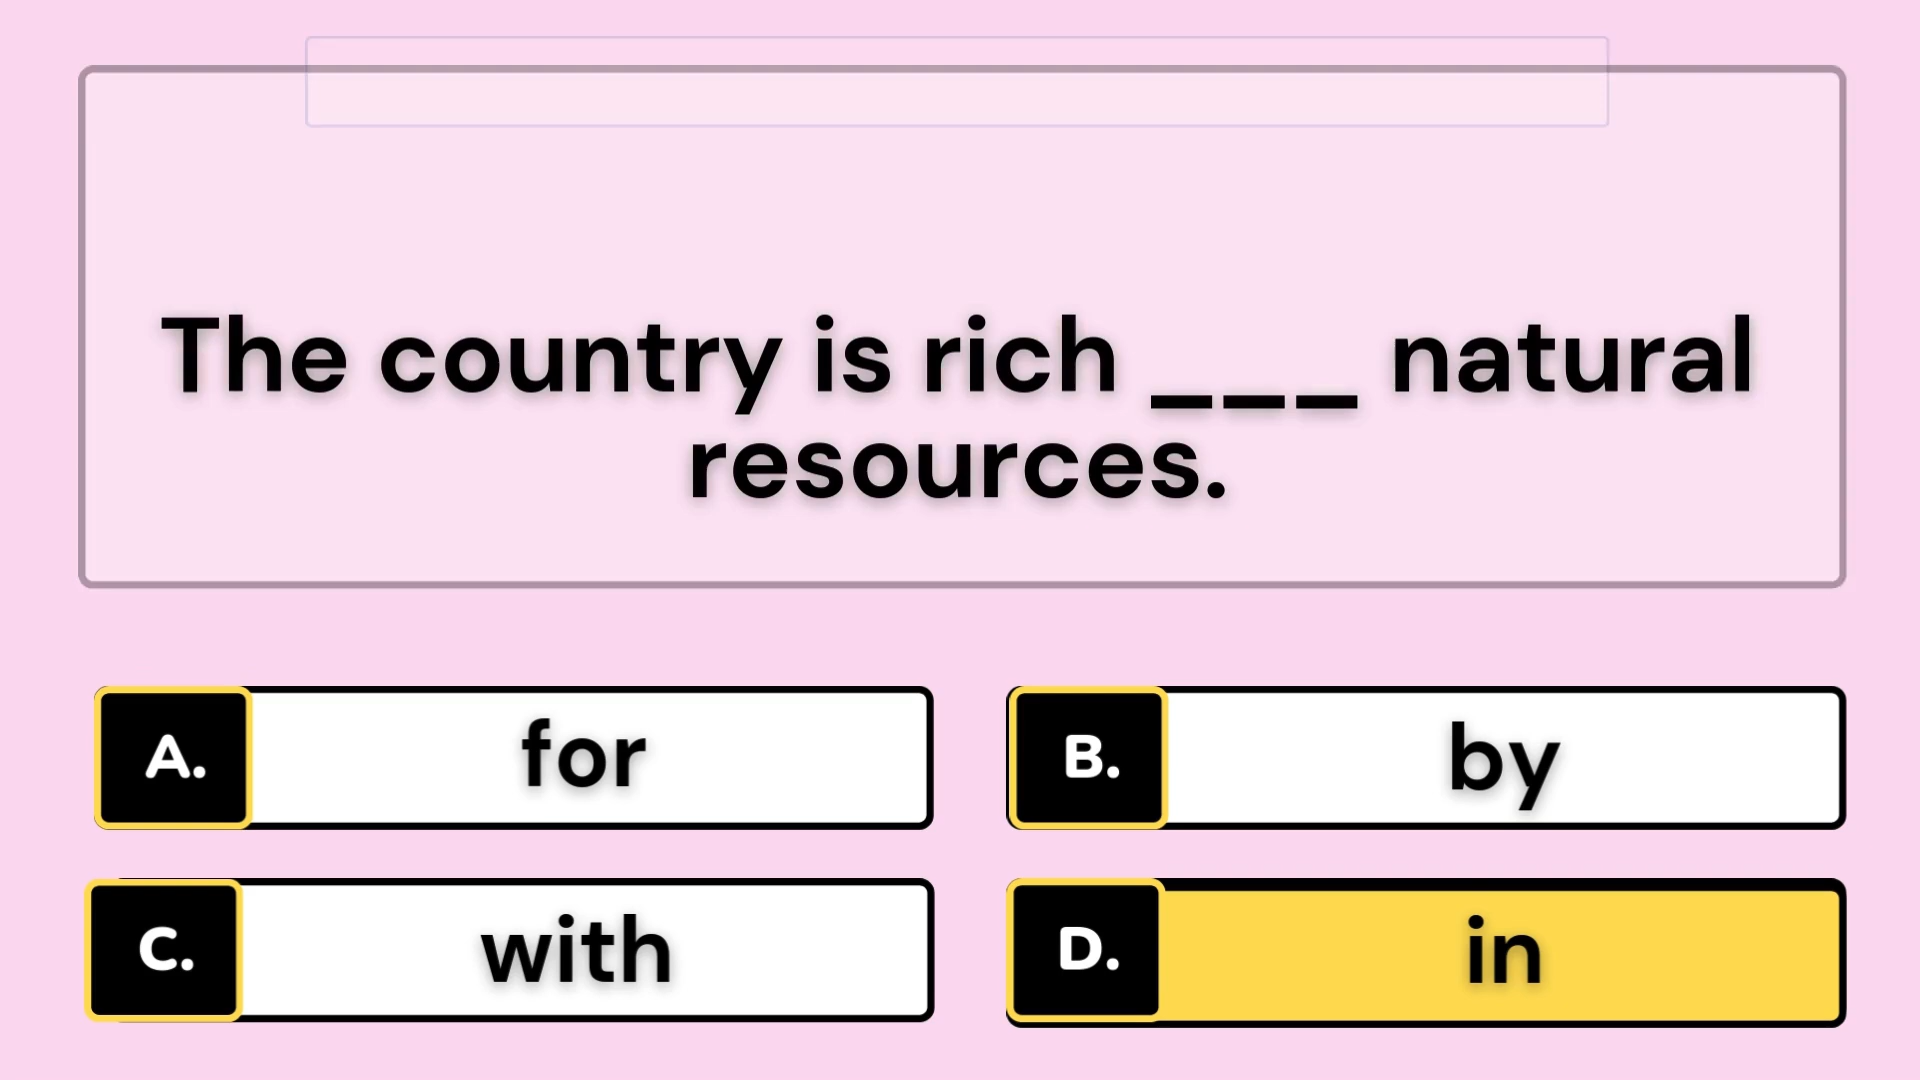 The country is rich ___ natural
resources.
A. for
B. by
C. with
D. in